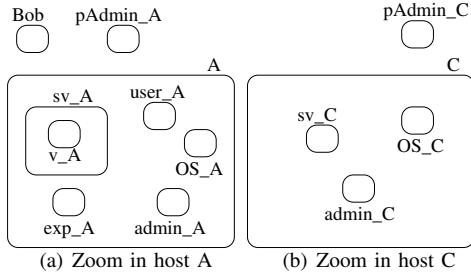 Bob pAdmin_A pAdmin_C
A C
sv_A user_A sv_C
v_A OS_A OS_C
exp_A admin_A admin_C
(a) Zoom in host A (b) Zoom in host C